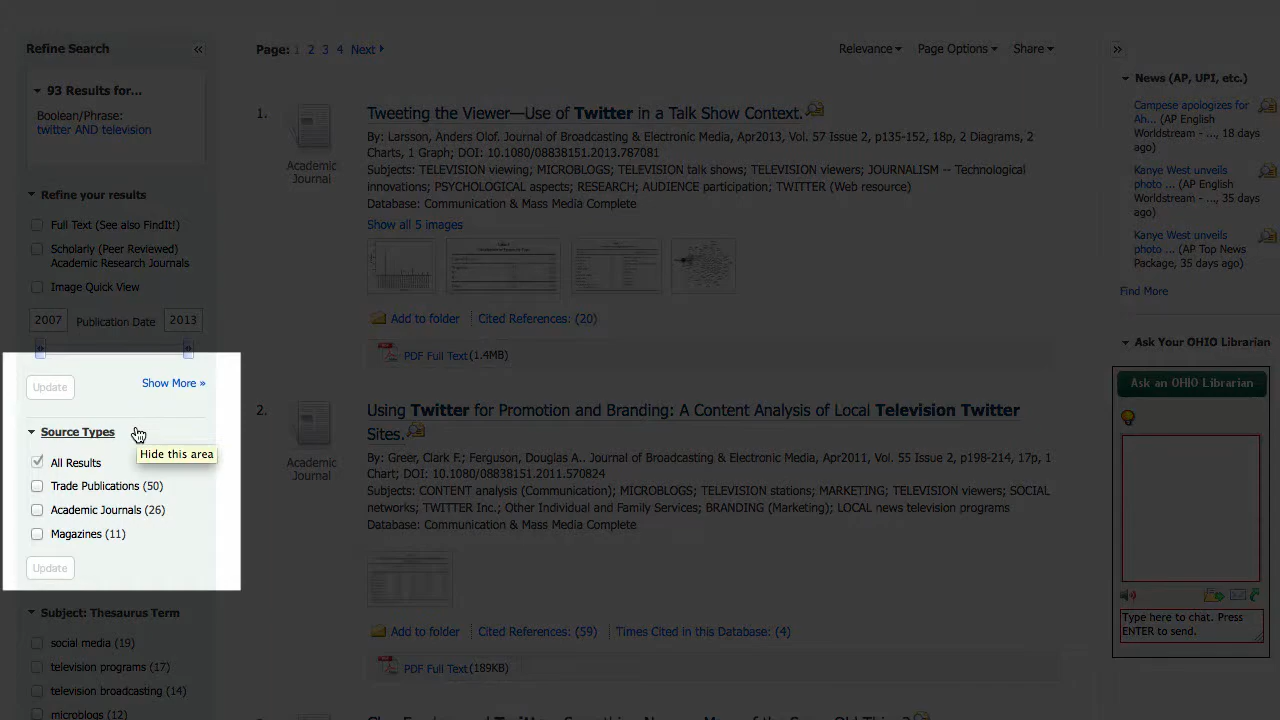 Refine Search «
93 Results for...
Boolean/Phrase:
twitter AND television
Refine your results
Full Text (See also FindIt!)
Scholarly (Peer Reviewed)
Academic Research Journals
Image Quick View
2007 Publication Date 2013
Update Show More »
Source Types
Hide this area
All Results
Trade Publications (50)
Academic Journals (26)
Magazines (11)
Update
Subject: Thesaurus Term
social media (19)
television programs (17)
television broadcasting (14)
microblogs (12)
Page: 1 2 3 4 Next
Relevance Page Options Share
1. Tweeting the Viewer—Use of Twitter in a Talk Show Context.
Academic
Journal
By: Larsson, Anders Olof. Journal of Broadcasting & Electronic Media, Apr2013, Vol. 57 Issue 2, p135-152, 18p, 2 Diagrams, 2
Charts, 1 Graph; DOI: 10.1080/08838151.2013.787081
Subjects: TELEVISION viewing; MICROBLOGS; TELEVISION talk shows; TELEVISION viewers; JOURNALISM -- Technological
innovations; PSYCHOLOGICAL aspects; RESEARCH; AUDIENCE participation; TWITTER (Web resource)
Database: Communication & Mass Media Complete
Show all 5 images
Add to folder Cited References: (20)
PDF Full Text (1.4MB)
2. Using Twitter for Promotion and Branding: A Content Analysis of Local Television Twitter
Sites.
Academic
Journal
By: Greer, Clark F.; Ferguson, Douglas A.. Journal of Broadcasting & Electronic Media, Apr2011, Vol. 55 Issue 2, p198-214, 17p, 1
Chart; DOI: 10.1080/08838151.2011.570824
Subjects: CONTENT analysis (Communication); MICROBLOGS; TELEVISION stations; MARKETING; TELEVISION viewers; SOCIAL
networks; TWITTER Inc.; Other Individual and Family Services; BRANDING (Marketing); LOCAL news television programs
Database: Communication & Mass Media Complete
Add to folder Cited References: (59) Times Cited in this Database: (4)
PDF Full Text (189KB)
»
News (AP, UPI, etc.)
Campese apologizes for
Ah... (AP English
Worldstream - ..., 18 days
ago)
Kanye West unveils
photo ... (AP English
Worldstream - ..., 35 days
ago)
Kanye West unveils
photo ... (AP Top News
Package, 35 days ago)
Find More
Ask Your OHIO Librarian
Ask an OHIO Librarian
Type here to chat. Press
ENTER to send.